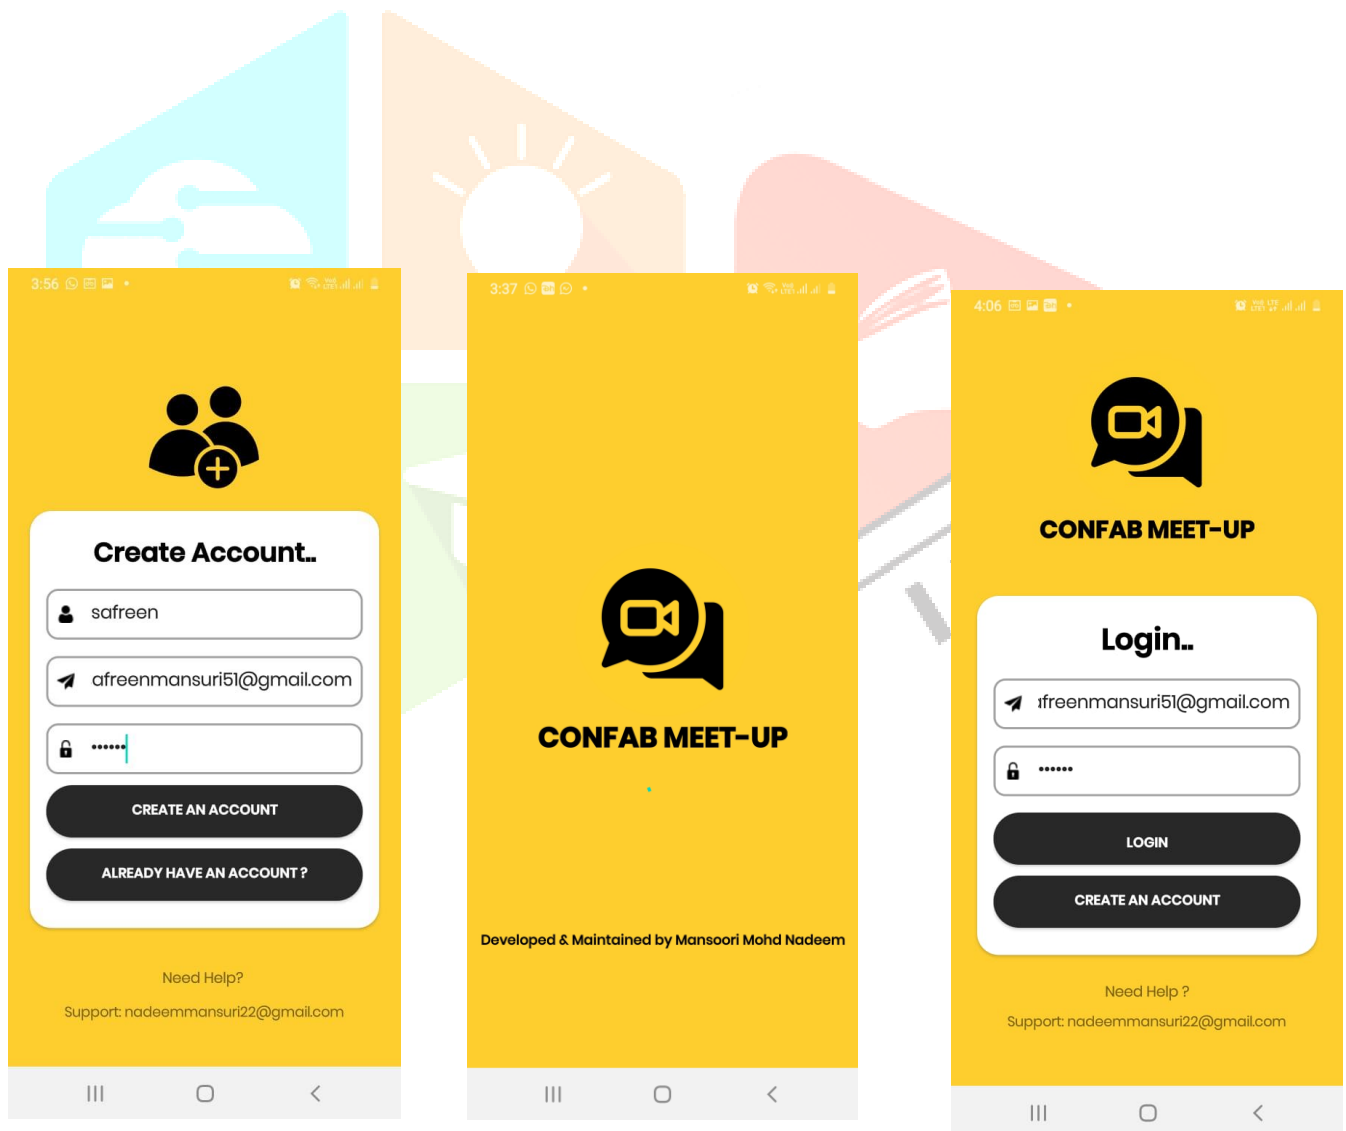 3:56
Create Account..
safreen
afreenmansuri51@gmail.com
••••••
CREATE AN ACCOUNT
ALREADY HAVE AN ACCOUNT ?
Need Help?
Support: nadeemmansuri22@gmail.com
3:37
CONFAB MEET-UP
Developed & Maintained by Mansoori Mohd Nadeem
4:06
CONFAB MEET-UP
Login..
afreenmansuri51@gmail.com
••••••
LOGIN
CREATE AN ACCOUNT
Need Help ?
Support: nadeemmansuri22@gmail.com